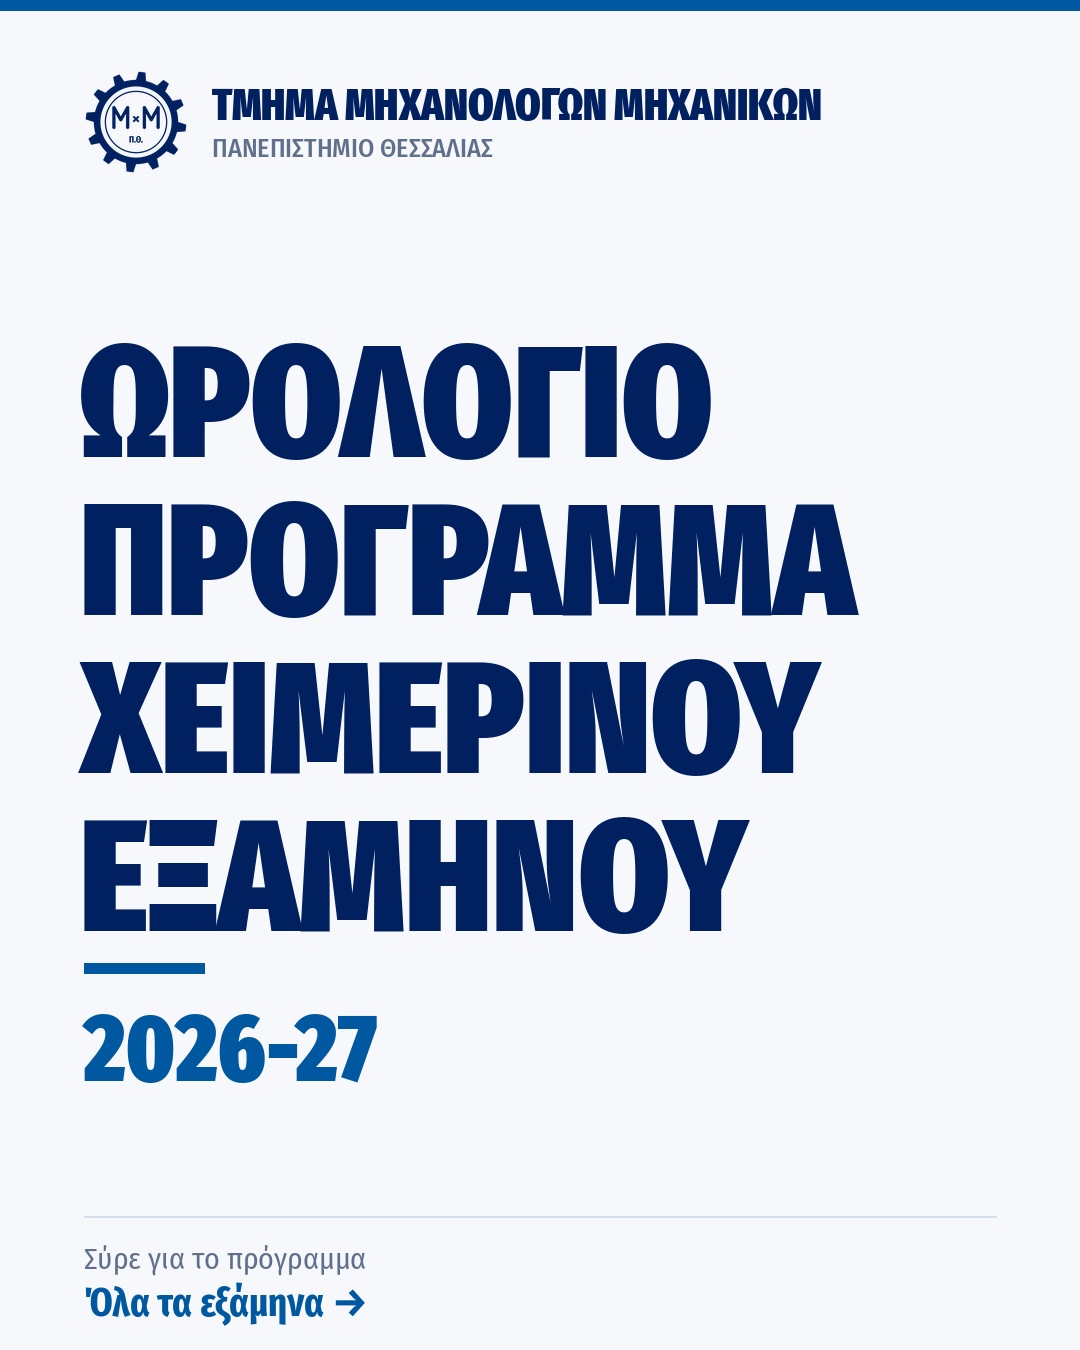 M×M
Π.Θ.
ΤΜΗΜΑ ΜΗΧΑΝΟΛΟΓΩΝ ΜΗΧΑΝΙΚΩΝ
ΠΑΝΕΠΙΣΤΗΜΙΟ ΘΕΣΣΑΛΙΑΣ
ΩΡΟΛΟΓΙΟ
ΠΡΟΓΡΑΜΜΑ
ΧΕΙΜΕΡΙΝΟΥ
ΕΞΑΜΗΝΟΥ
2026-27
Σύρε για το πρόγραμμα
Όλα τα εξάμηνα →